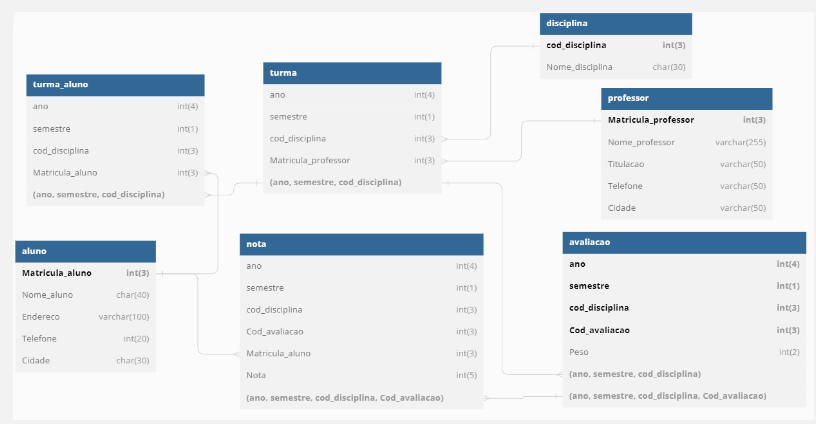 disciplina
cod_disciplina int(3)
Nome_disciplina char(30)
turma
ano int(4)
semestre int(1)
cod_disciplina int(3)
Matricula_professor int(3)
(ano, semestre, cod_disciplina)
turma_aluno
ano int(4)
semestre int(1)
cod_disciplina int(3)
Matricula_aluno int(3)
(ano, semestre, cod_disciplina)
professor
Matricula_professor int(3)
Nome_professor varchar(255)
Titulacao varchar(50)
Telefone varchar(50)
Cidade varchar(50)
aluno
Matricula_aluno int(3)
Nome_aluno char(40)
Endereco varchar(100)
Telefone int(20)
Cidade char(30)
nota
ano int(4)
semestre int(1)
cod_disciplina int(3)
Cod_avaliacao int(3)
Matricula_aluno int(3)
Nota int(5)
(ano, semestre, cod_disciplina, Cod_avaliacao)
avaliacao
ano int(4)
semestre int(1)
cod_disciplina int(3)
Cod_avaliacao int(3)
Peso int(2)
(ano, semestre, cod_disciplina)
(ano, semestre, cod_disciplina, Cod_avaliacao)